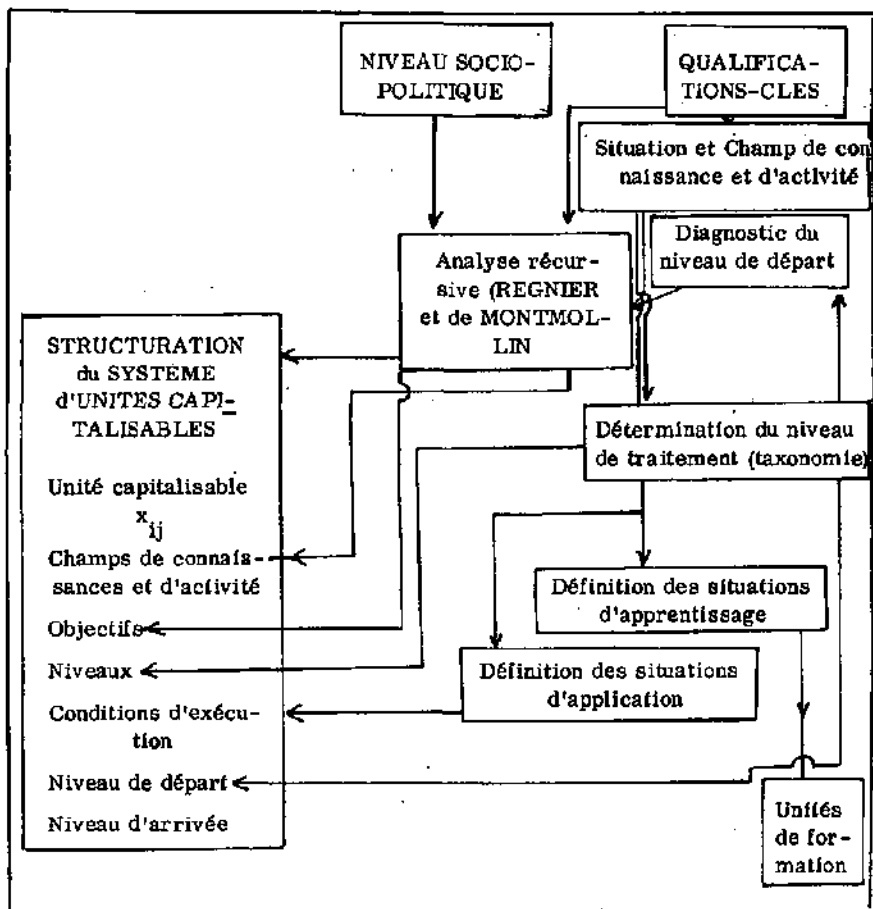 NIVEAU SOCIO-
POLITIQUE
QUALIFICA-
TIONS-CLES
Situation et Champ de con
naissance et d'activité
Diagnostic du
niveau de départ
Analyse récur-
sive (REGNIER
et de MONTMOL-
LIN
STRUCTURATION
du SYSTÈME
d'UNITES CAPI-
TALISABLES
Unité capitalisable
x
ij
Champs de connais-
sances et d'activité
Objectifs
Niveaux
Conditions d'exécu-
tion
Niveau de départ
Niveau d'arrivée
Détermination du niveau
de traitement (taxonomie)
Définition des situations
d'apprentissage
Définition des situations
d'application
Unités
de for-
mation